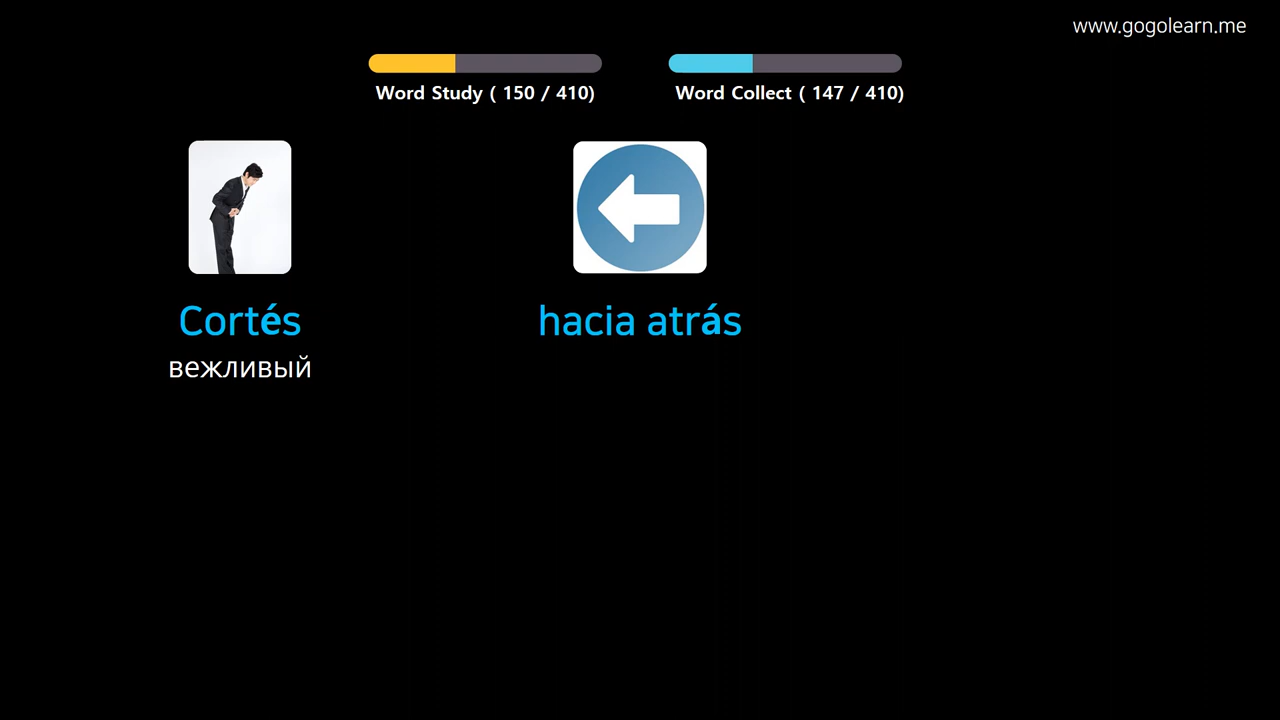 www.gogolearn.me
Word Study ( 150 / 410)
Word Collect ( 147 / 410)
Cortés
вежливый
hacia atrás